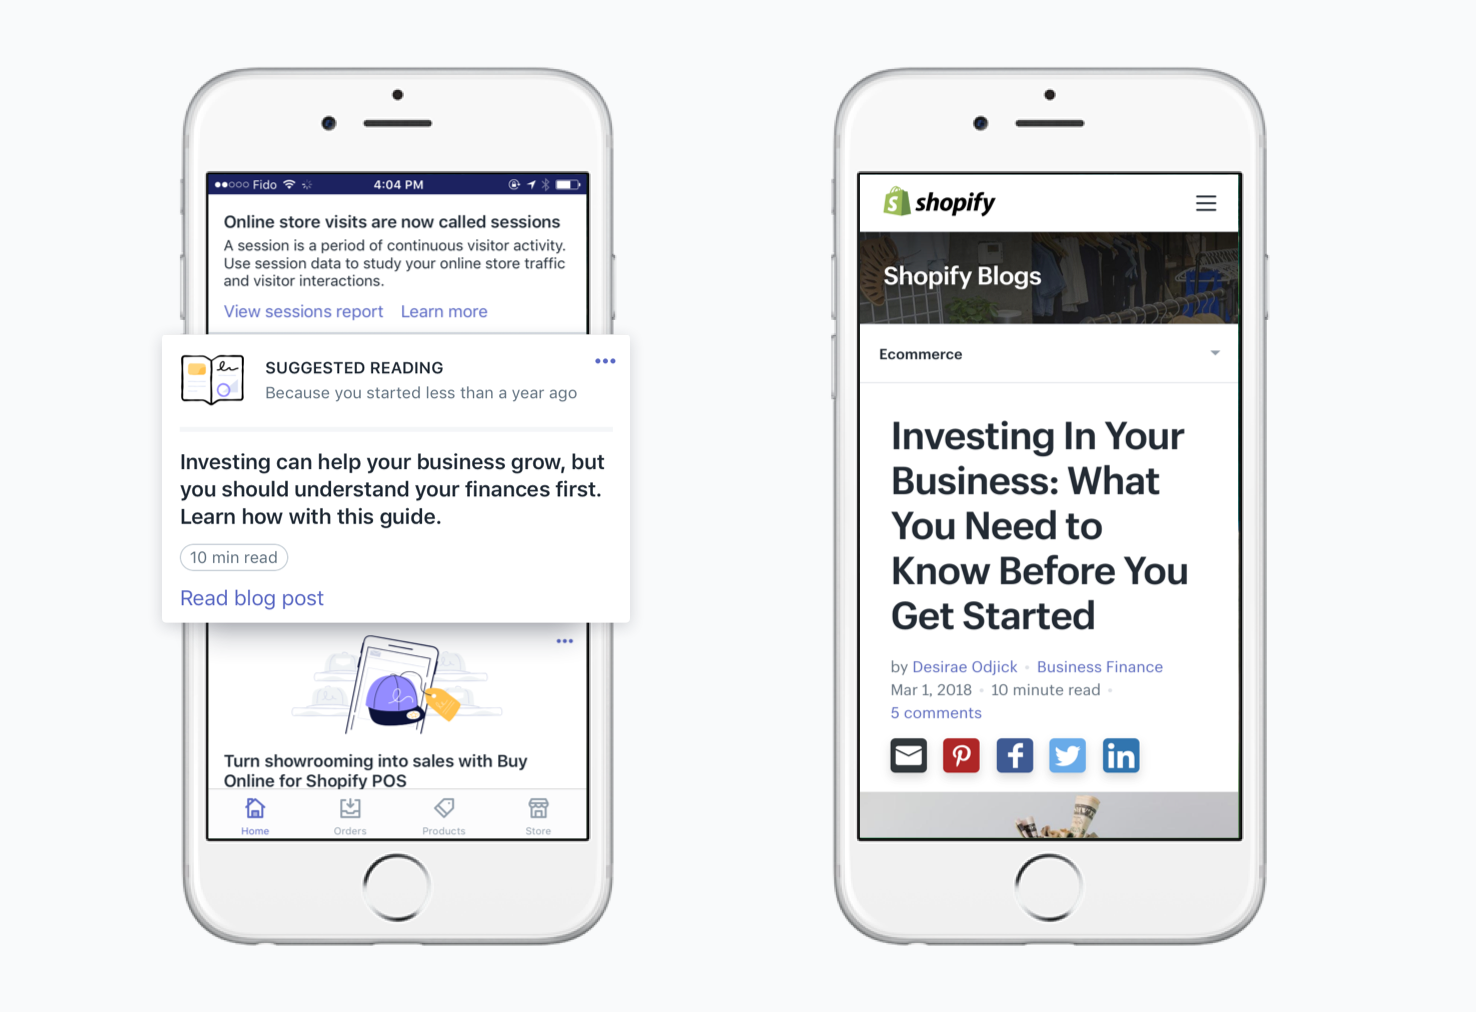 Fido
4:04 PM
Online store visits are now called sessions
A session is a period of continuous visitor activity.
Use session data to study your online store traffic
and visitor interactions.
View sessions report Learn more
SUGGESTED READING
Because you started less than a year ago
Investing can help your business grow, but
you should understand your finances first.
Learn how with this guide.
10 min read
Read blog post
Turn showrooming into sales with Buy
Online for Shopify POS
Home Orders Products Store
shopify
Shopify Blogs
Ecommerce
Investing In Your
Business: What
You Need to
Know Before You
Get Started
by Desirae Odjick • Business Finance
Mar 1, 2018 • 10 minute read •
5 comments